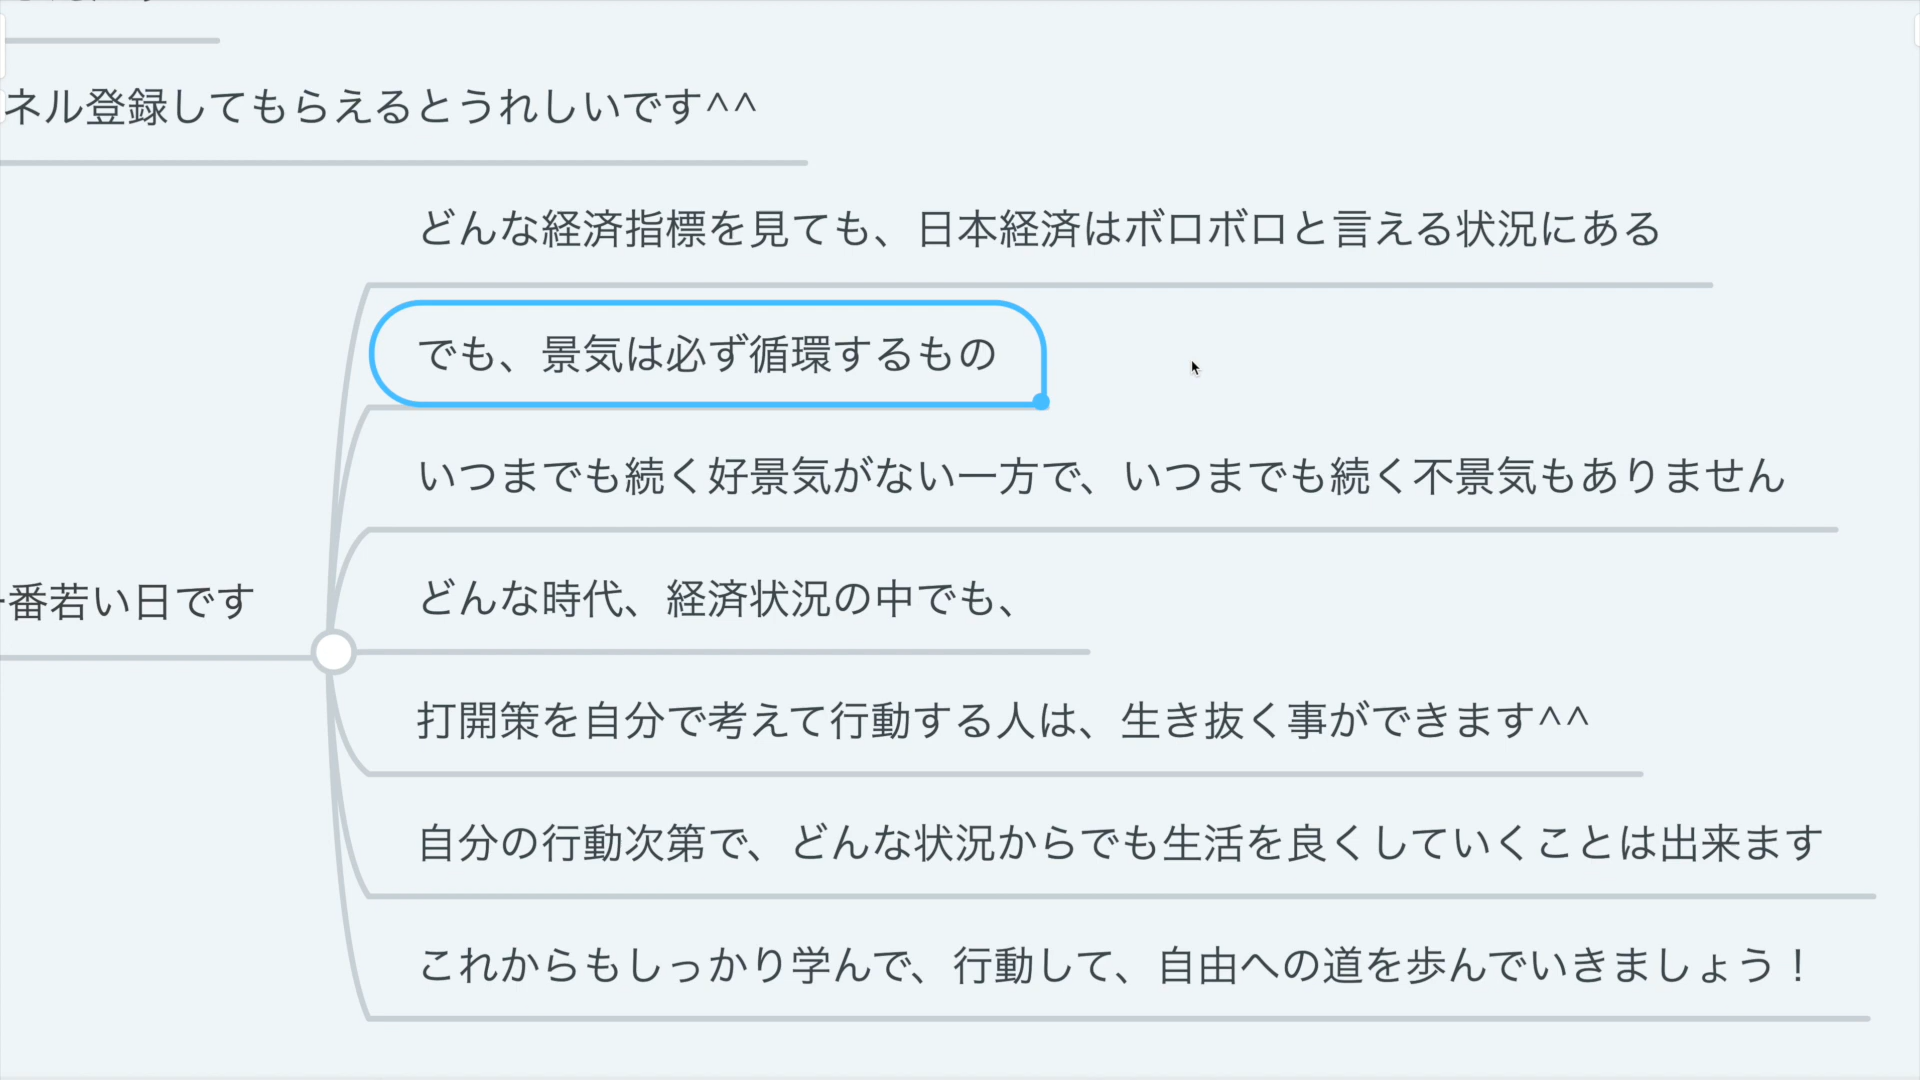 ネル登録してもらえるとうれしいです^^
どんな経済指標を見ても、日本経済はボロボロと言える状況にある
でも、景気は必ず循環するもの
いつまでも続く好景気がない一方で、いつまでも続く不景気もありません
番若い日です
どんな時代、経済状況の中でも、
打開策を自分で考えて行動する人は、生き抜く事ができます^^
自分の行動次第で、どんな状況からでも生活を良くしていくことは出来ます
これからもしっかり学んで、行動して、自由への道を歩んでいきましょう！